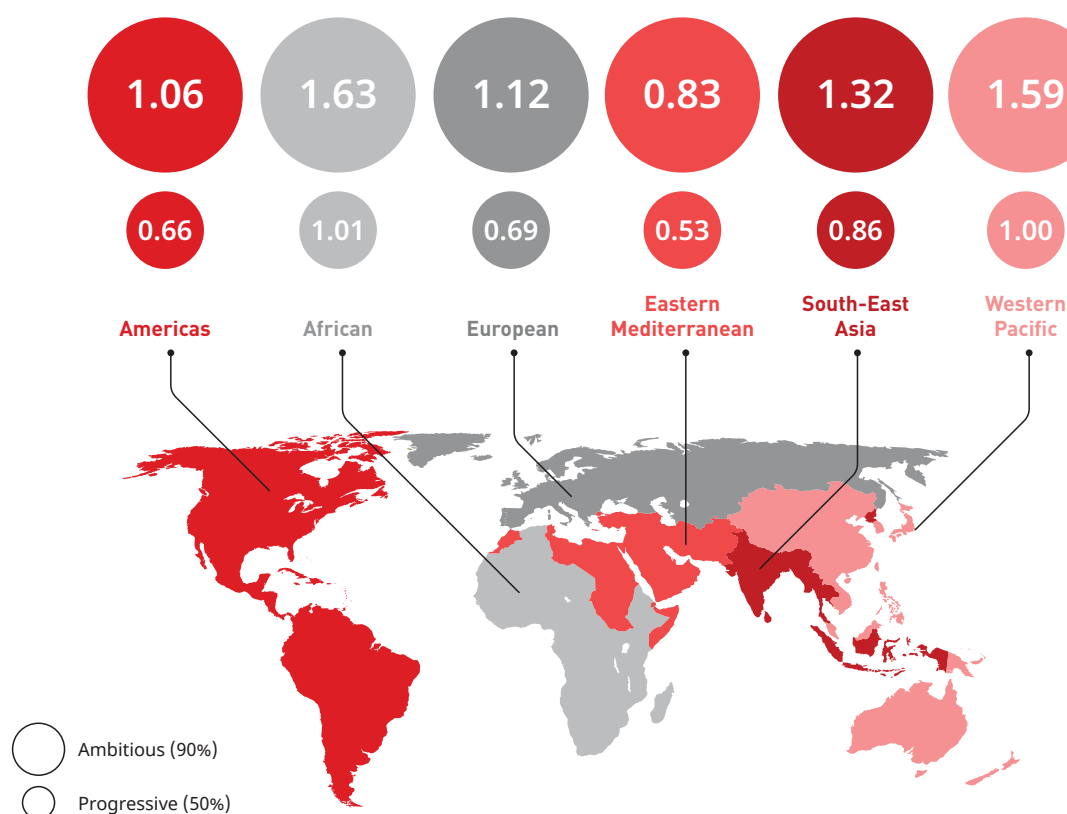 1.06 1.63 1.12 0.83 1.32 1.59
0.66 1.01 0.69 0.53 0.86 1.00
Americas
African
European
Eastern
Mediterranean
South-East
Asia
Western
Pacific
Ambitious (90%)
Progressive (50%)